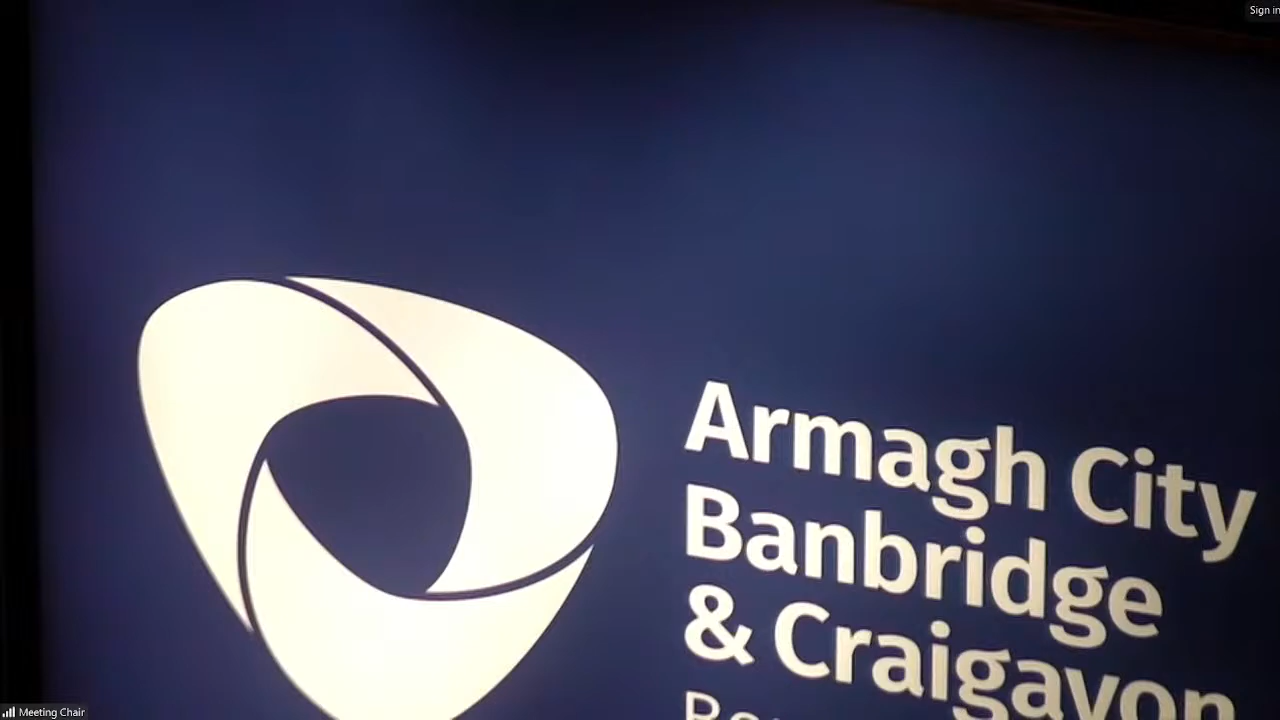 Sign in
Armagh City
Banbridge
& Craigavon
Meeting Chair